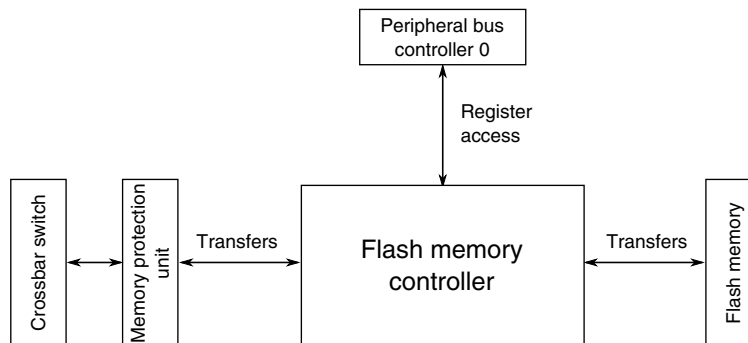 Peripheral bus
controller 0
Register
access
Crossbar switch
Memory protection
unit
Transfers
Flash memory
controller
Transfers
Flash memory